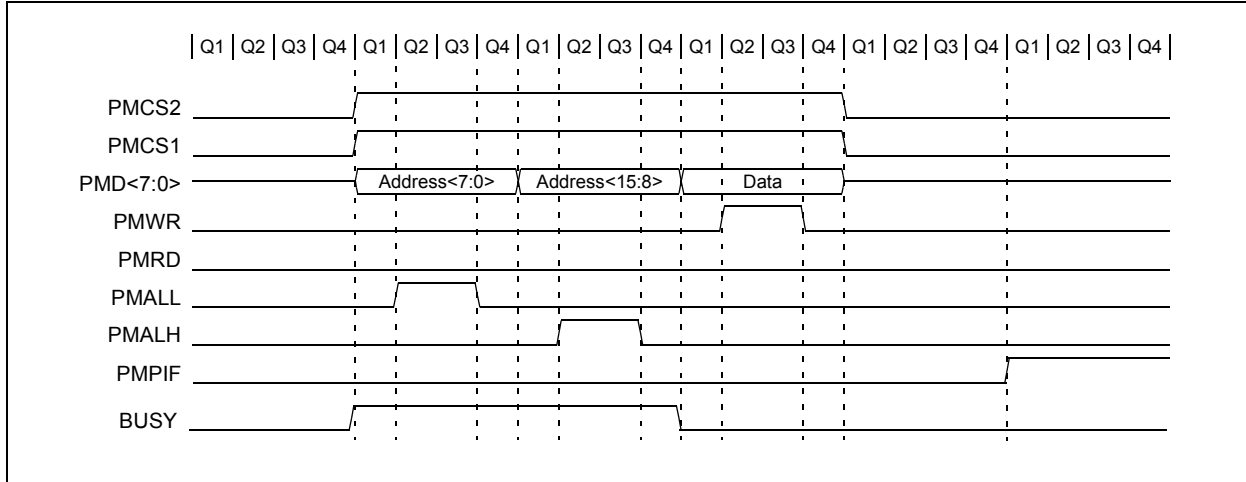 Q1 Q2 Q3 Q4 Q1 Q2 Q3 Q4 Q1 Q2 Q3 Q4 Q1 Q2 Q3 Q4 Q1 Q2 Q3 Q4 Q1 Q2 Q3 Q4
PMCS2
PMCS1
PMD<7:0> Address<7:0> Address<15:8> Data
PMWR
PMRD
PMALL
PMALH
PMPIF
BUSY